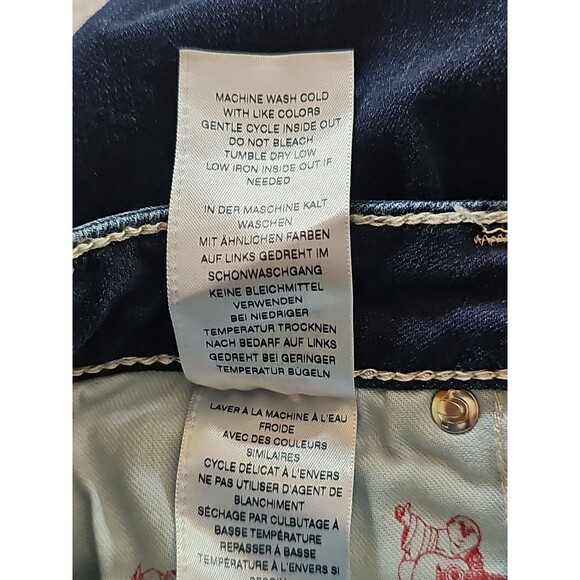 MACHINE WASH COLD
WITH LIKE COLORS
GENTLE CYCLE INSIDE OUT
DO NOT BLEACH
TUMBLE DRY LOW
LOW IRON INSIDE OUT IF
NEEDED
IN DER MASCHINE KALT
WASCHEN
MIT ÄHNLICHEN FARBEN
AUF LINKS GEDREHT IM
SCHONWASCHGANG
KEINE BLEICHMITTEL
VERWENDEN
BEI NIEDRIGER
TEMPERATUR TROCKNEN
NACH BEDARF AUF LINKS
GEDREHT BEI GERINGER
TEMPERATUR BÜGELN
LAVER À LA MACHINE À L'EAU
FROIDE
AVEC DES COULEURS
SIMILAIRES
CYCLE DÉLICAT À L'ENVERS
NE PAS UTILISER D'AGENT DE
BLANCHIMENT
SÉCHAGE PAR CULBUTAGE À
BASSE TEMPÉRATURE
REPASSER À BASSE
TEMPÉRATURE À L'ENVERS SI